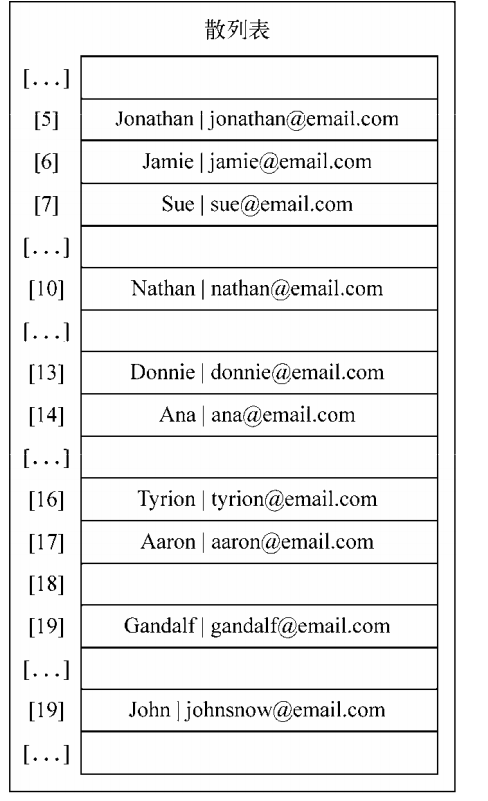 散列表
[...]
[5] Jonathan | jonathan@email.com
[6] Jamie | jamie@email.com
[7] Sue | sue@email.com
[...]
[10] Nathan | nathan@email.com
[...]
[13] Donnie | donnie@email.com
[14] Ana | ana@email.com
[...]
[16] Tyrion | tyrion@email.com
[17] Aaron | aaron@email.com
[18]
[19] Gandalf | gandalf@email.com
[...]
[19] John | johnsnow@email.com
[...]